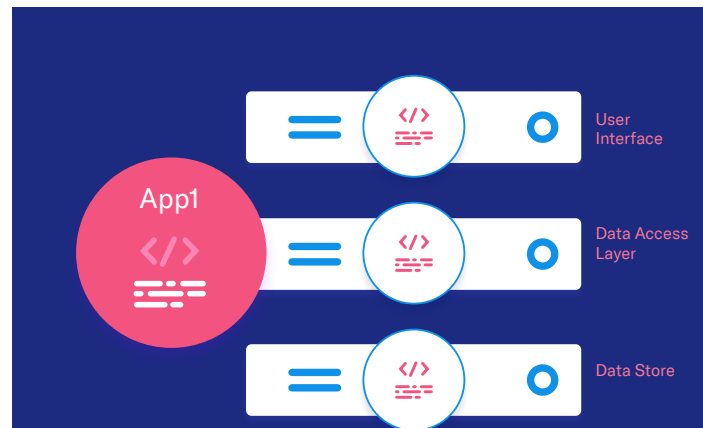 User
Interface
App1
</>
</>
Data Access
Layer
</>
</>
Data Store